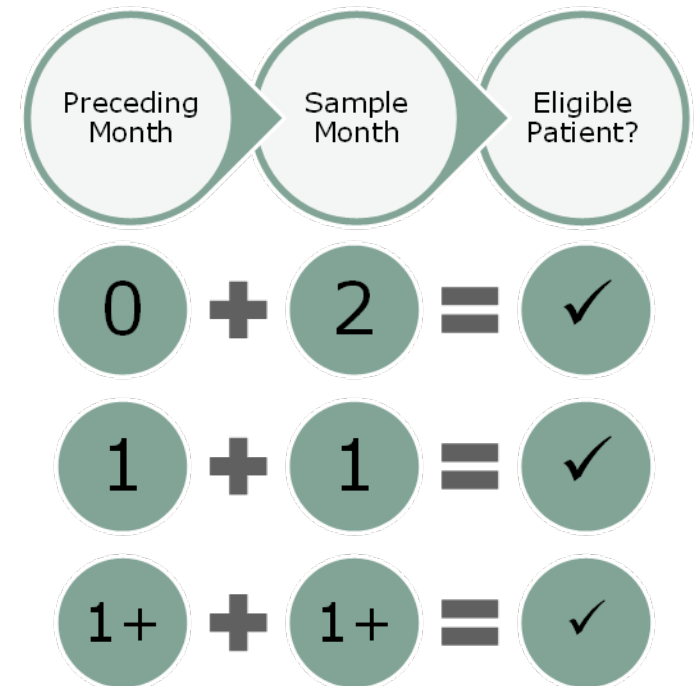 Preceding
Month
Sample
Month
Eligible
Patient?
0 + 2 = ✓
1 + 1 = ✓
1+ + 1+ = ✓